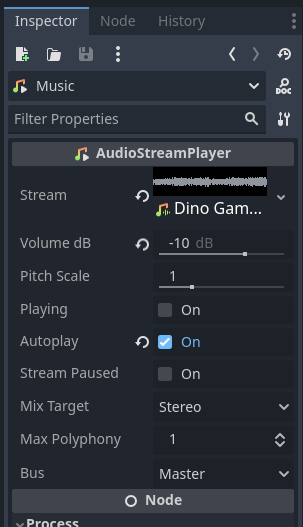 Inspector Node History
Music
DOC
Filter Properties
AudioStreamPlayer
Stream
Dino Gam...
Volume dB -10 dB
Pitch Scale 1
Playing On
Autoplay On
Stream Paused On
Mix Target Stereo
Max Polyphony 1
Bus Master
Node
Process